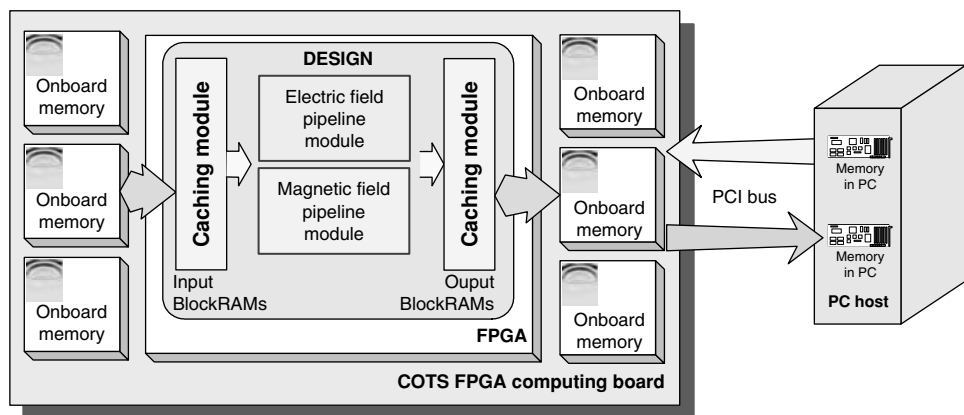 Onboard
memory
Onboard
memory
Onboard
memory
DESIGN
Caching module
Electric field
pipeline
module
Magnetic field
pipeline
module
Caching module
Input
BlockRAMs
Ouput
BlockRAMs
FPGA
Onboard
memory
Onboard
memory
Onboard
memory
COTS FPGA computing board
PCI bus
Memory
in PC
Memory
in PC
PC host